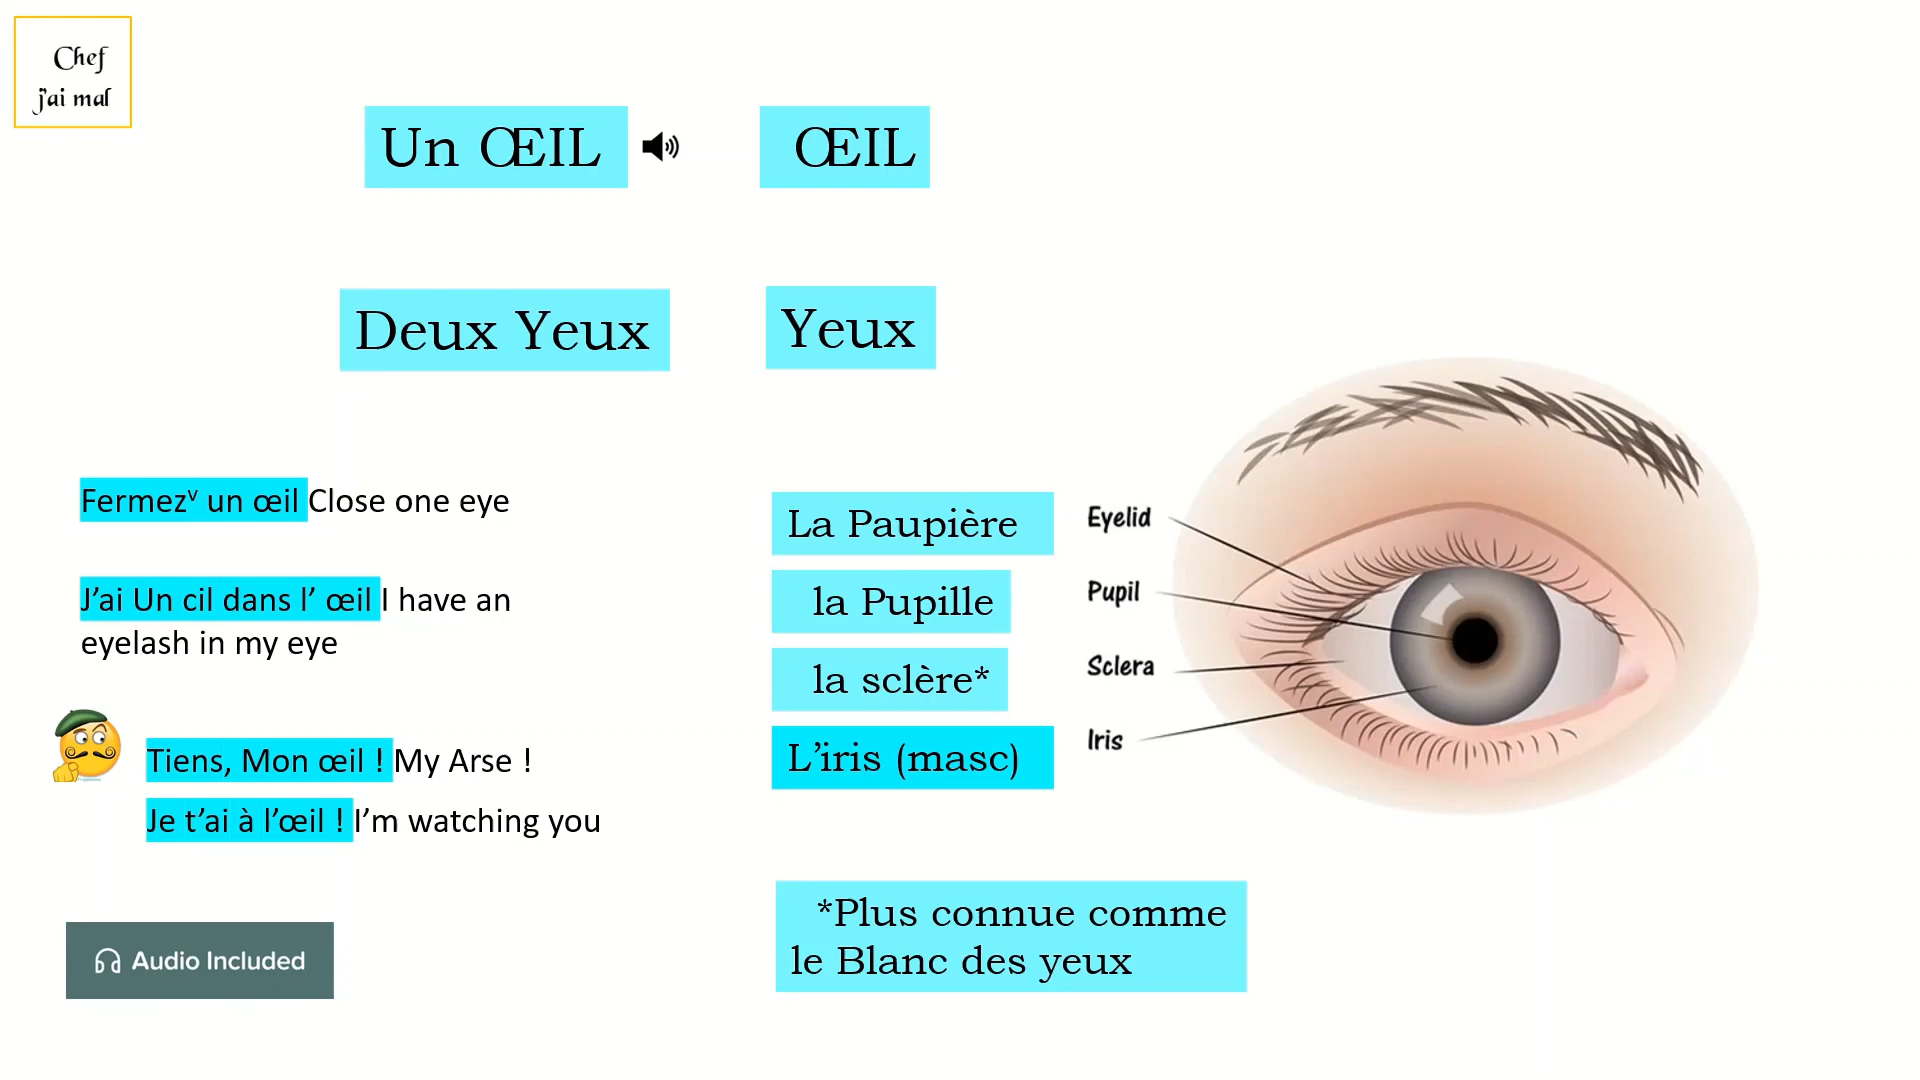 Chef
j'ai mal
Un ŒIL
ŒIL
Deux Yeux
Yeux
Fermezᵛ un œil Close one eye
J’ai Un cil dans l’ œil I have an
eyelash in my eye
Tiens, Mon œil ! My Arse !
Je t’ai à l’œil ! I’m watching you
Audio Included
La Paupière
la Pupille
la sclère*
L’iris (masc)
Eyelid
Pupil
Sclera
Iris
*Plus connue comme
le Blanc des yeux